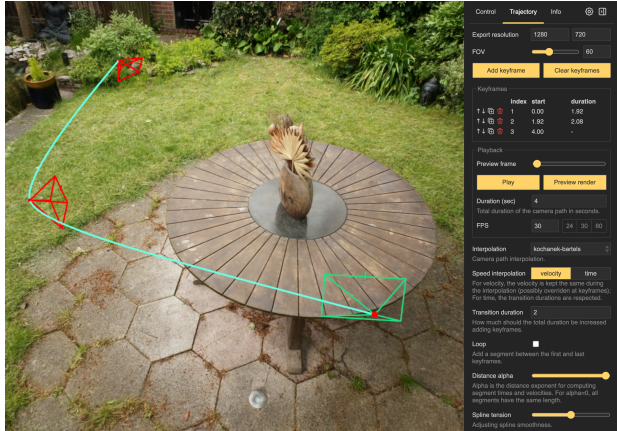 Control Trajectory Info
Export resolution 1280 720
FOV 60
Add keyframe Clear keyframes
Keyframes
index start duration
1 0.00 1.92
2 1.92 2.08
3 4.00 -
Playback
Preview frame
Play Preview render
Duration (sec) 4
Total duration of the camera path in seconds.
FPS 30 24 30 60
Interpolation kochanek-bartels
Camera path interpolation.
Speed interpolation velocity time
For velocity, the velocity is kept the same during
the interpolation (possibly overriden at keyframes).
For time, the transition durations are respected.
Transition duration 2
How much should the total duration be increased
adding keyframes.
Loop
Add a segment between the first and last
keyframes.
Distance alpha
Alpha is the distance exponent for computing
segment times and velocities. For alpha=0, all
segments have the same length.
Spline tension
Adjusting spline smoothness.